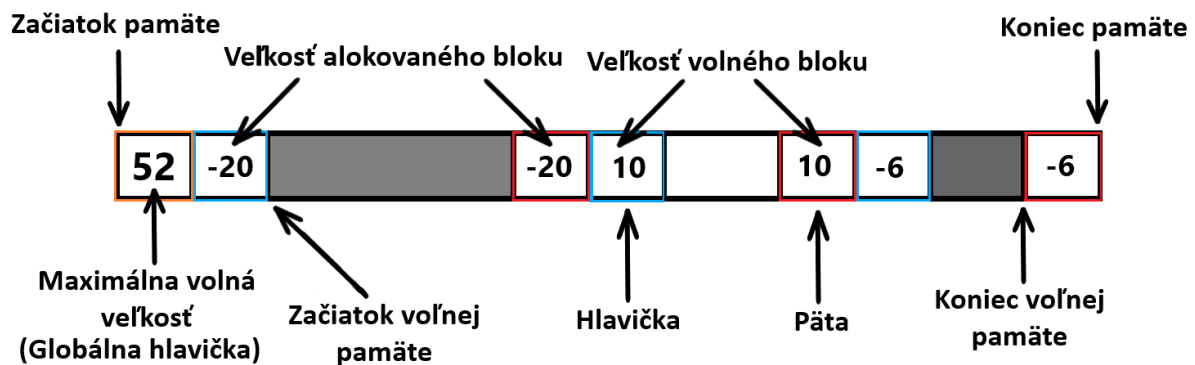 Začiatok pamäte
Koniec pamäte
Veľkosť alokovaného bloku
Veľkosť volného bloku
52
-20
-20
10
10
-6
-6
Maximálna volná
veľkosť
(Globálna hlavička)
Začiatok voľnej
pamäte
Hlavička
Päta
Koniec voľnej
pamäte